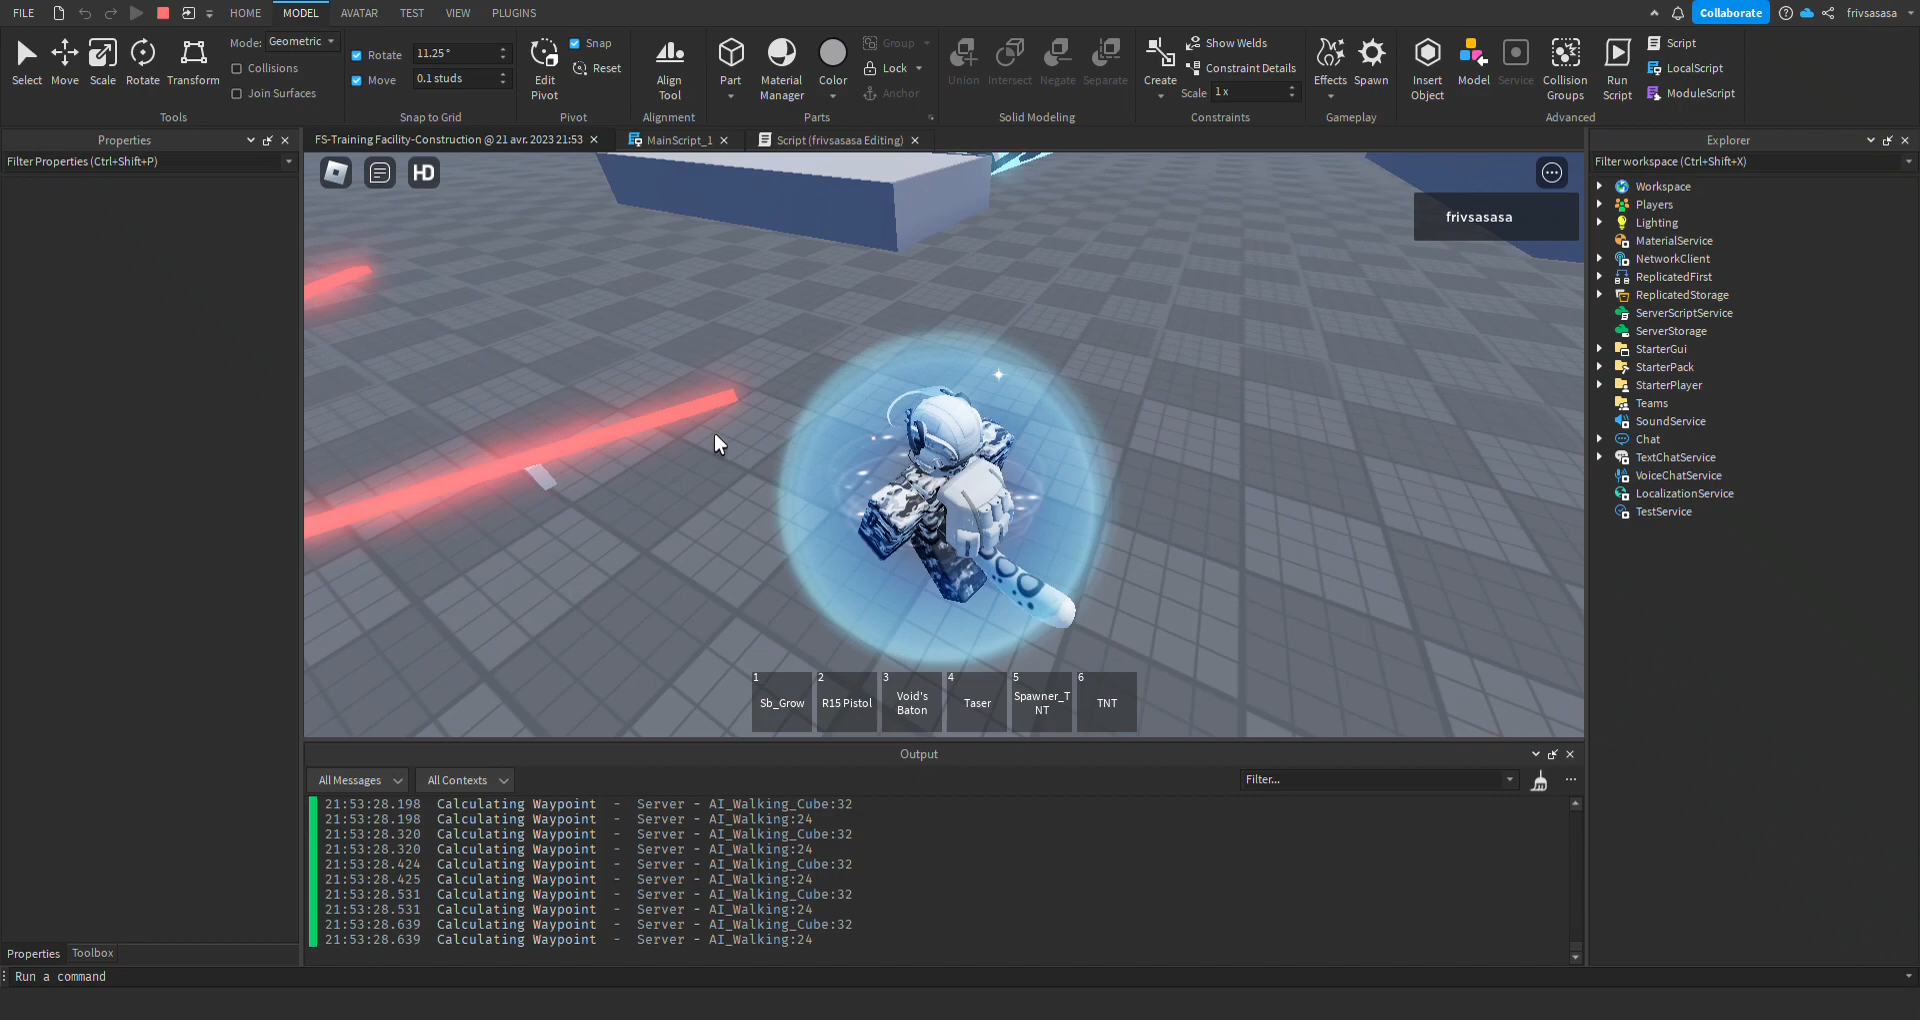 FILE HOME MODEL AVATAR TEST VIEW PLUGINS Collaborate frivsasasa
Select Move Scale Rotate Transform
Mode: Geometric
Collisions
Join Surfaces
Tools
Rotate 11.25 °
Move 0.1 studs
Snap to Grid
Edit Pivot
Snap
Reset
Pivot
Align Tool
Alignment
Part Material Manager Color
Group
Lock
Anchor
Parts
Union Intersect Negate Separate
Solid Modeling
Create
Show Welds
Constraint Details
Scale 1 x
Constraints
Effects Spawn
Gameplay
Insert Object Model Service Collision Groups Run Script
Script
LocalScript
ModuleScript
Advanced
Properties
Filter Properties (Ctrl+Shift+P)
FS-Training Facility-Construction @ 21 avr. 2023 21:53
MainScript_1
Script (frivsasasa Editing)
HD
frivsasasa
1 Sb_Grow
2 R15 Pistol
3 Void's Baton
4 Taser
5 Spawner_TNT
6 TNT
Explorer
Filter workspace (Ctrl+Shift+X)
Workspace
Players
Lighting
MaterialService
NetworkClient
ReplicatedFirst
ReplicatedStorage
ServerScriptService
ServerStorage
StarterGui
StarterPack
StarterPlayer
Teams
SoundService
Chat
TextChatService
VoiceChatService
LocalizationService
TestService
Output
All Messages All Contexts Filter...
21:53:28.198 Calculating Waypoint - Server - AI_Walking_Cube:32
21:53:28.198 Calculating Waypoint - Server - AI_Walking:24
21:53:28.320 Calculating Waypoint - Server - AI_Walking_Cube:32
21:53:28.320 Calculating Waypoint - Server - AI_Walking:24
21:53:28.424 Calculating Waypoint - Server - AI_Walking_Cube:32
21:53:28.425 Calculating Waypoint - Server - AI_Walking:24
21:53:28.531 Calculating Waypoint - Server - AI_Walking_Cube:32
21:53:28.531 Calculating Waypoint - Server - AI_Walking:24
21:53:28.639 Calculating Waypoint - Server - AI_Walking_Cube:32
21:53:28.639 Calculating Waypoint - Server - AI_Walking:24
Properties Toolbox
Run a command